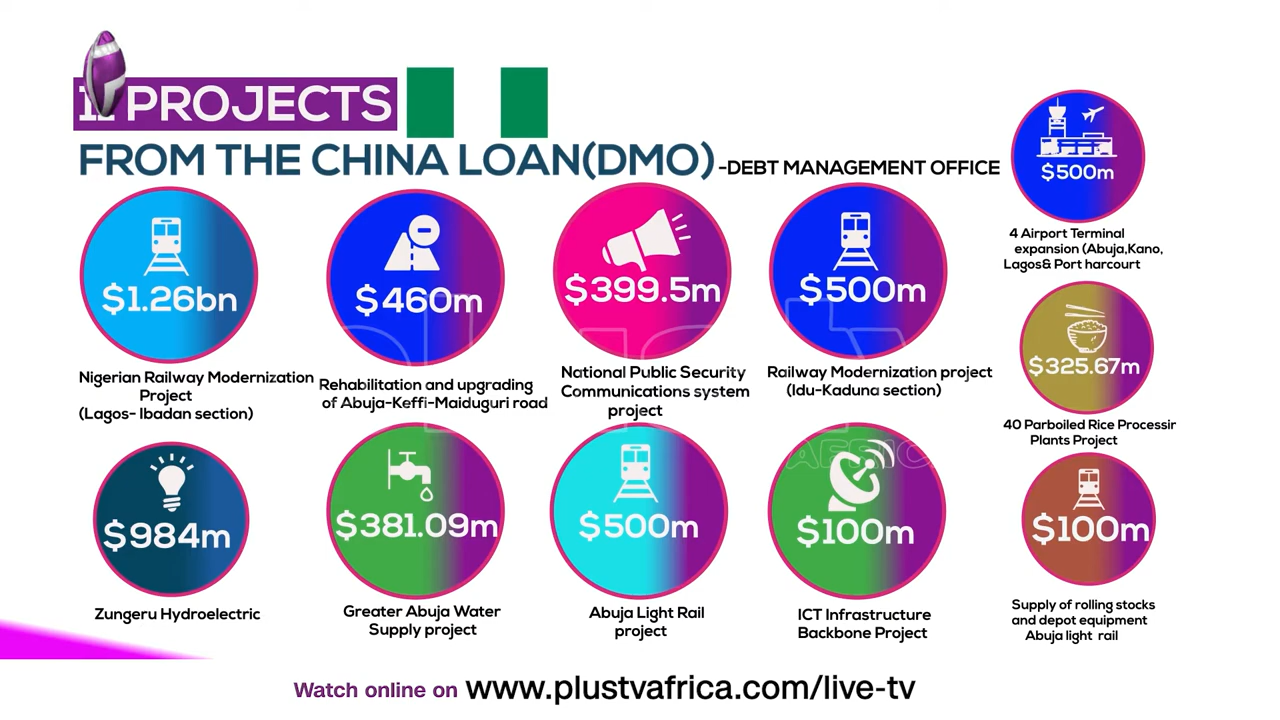 PROJECTS
FROM THE CHINA LOAN(DMO) -DEBT MANAGEMENT OFFICE
$1.26bn
Nigerian Railway Modernization
Project
(Lagos- Ibadan section)
$460m
Rehabilitation and upgrading
of Abuja-Keffi-Maiduguri road
$399.5m
National Public Security
Communications system
project
$500m
Railway Modernization project
(Idu-Kaduna section)
$500m
4 Airport Terminal
expansion (Abuja,Kano,
Lagos& Port harcourt
$325.67m
40 Parboiled Rice Processir
Plants Project
$984m
Zungeru Hydroelectric
$381.09m
Greater Abuja Water
Supply project
$500m
Abuja Light Rail
project
$100m
ICT Infrastructure
Backbone Project
$100m
Supply of rolling stocks
and depot equipment
Abuja light rail
plustv
AFRICA
Watch online on www.plustvafrica.com/live-tv